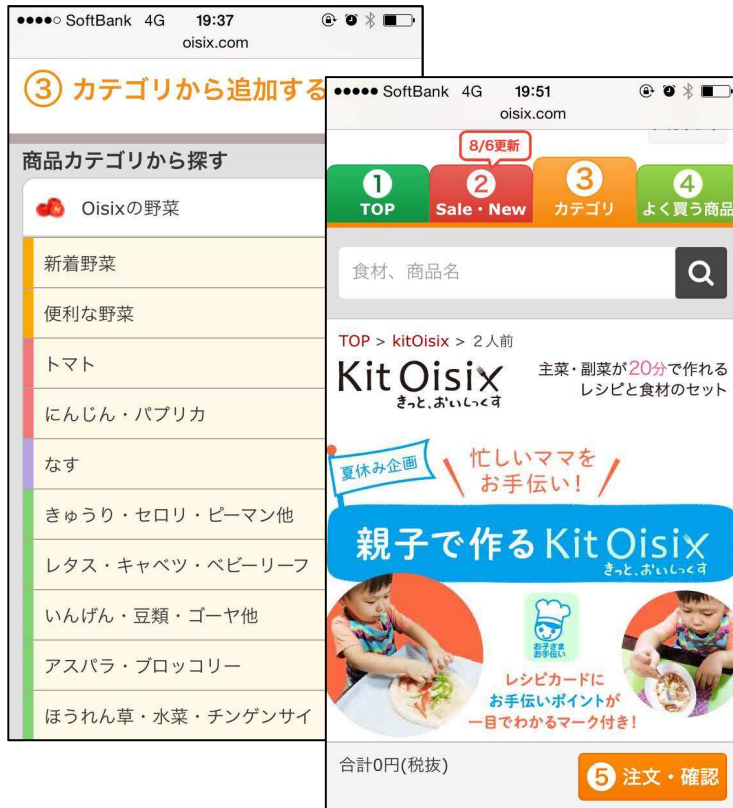 SoftBank 4G 19:37
oisix.com
③ カテゴリから追加する
商品カテゴリから探す
Oisixの野菜
新着野菜
便利な野菜
トマト
にんじん・パプリカ
なす
きゅうり・セロリ・ピーマン他
レタス・キャベツ・ベビーリーフ
いんげん・豆類・ゴーヤ他
アスパラ・ブロッコリー
ほうれん草・水菜・チンゲンサイ
SoftBank 4G 19:51
oisix.com
8/6更新
① TOP
② Sale・New
③ カテゴリ
④ よく買う商品
食材、商品名
TOP > kitOisix > 2人前
Kit Oisix
きっと、おいしっくす
主菜・副菜が20分で作れる
レシピと食材のセット
夏休み企画
忙しいママを
お手伝い！
親子で作る Kit Oisix
きっと、おいしっくす
お子さま
お手伝い
レシピカードに
お手伝いポイントが
一目でわかるマーク付き！
合計0円(税抜)
⑤ 注文・確認